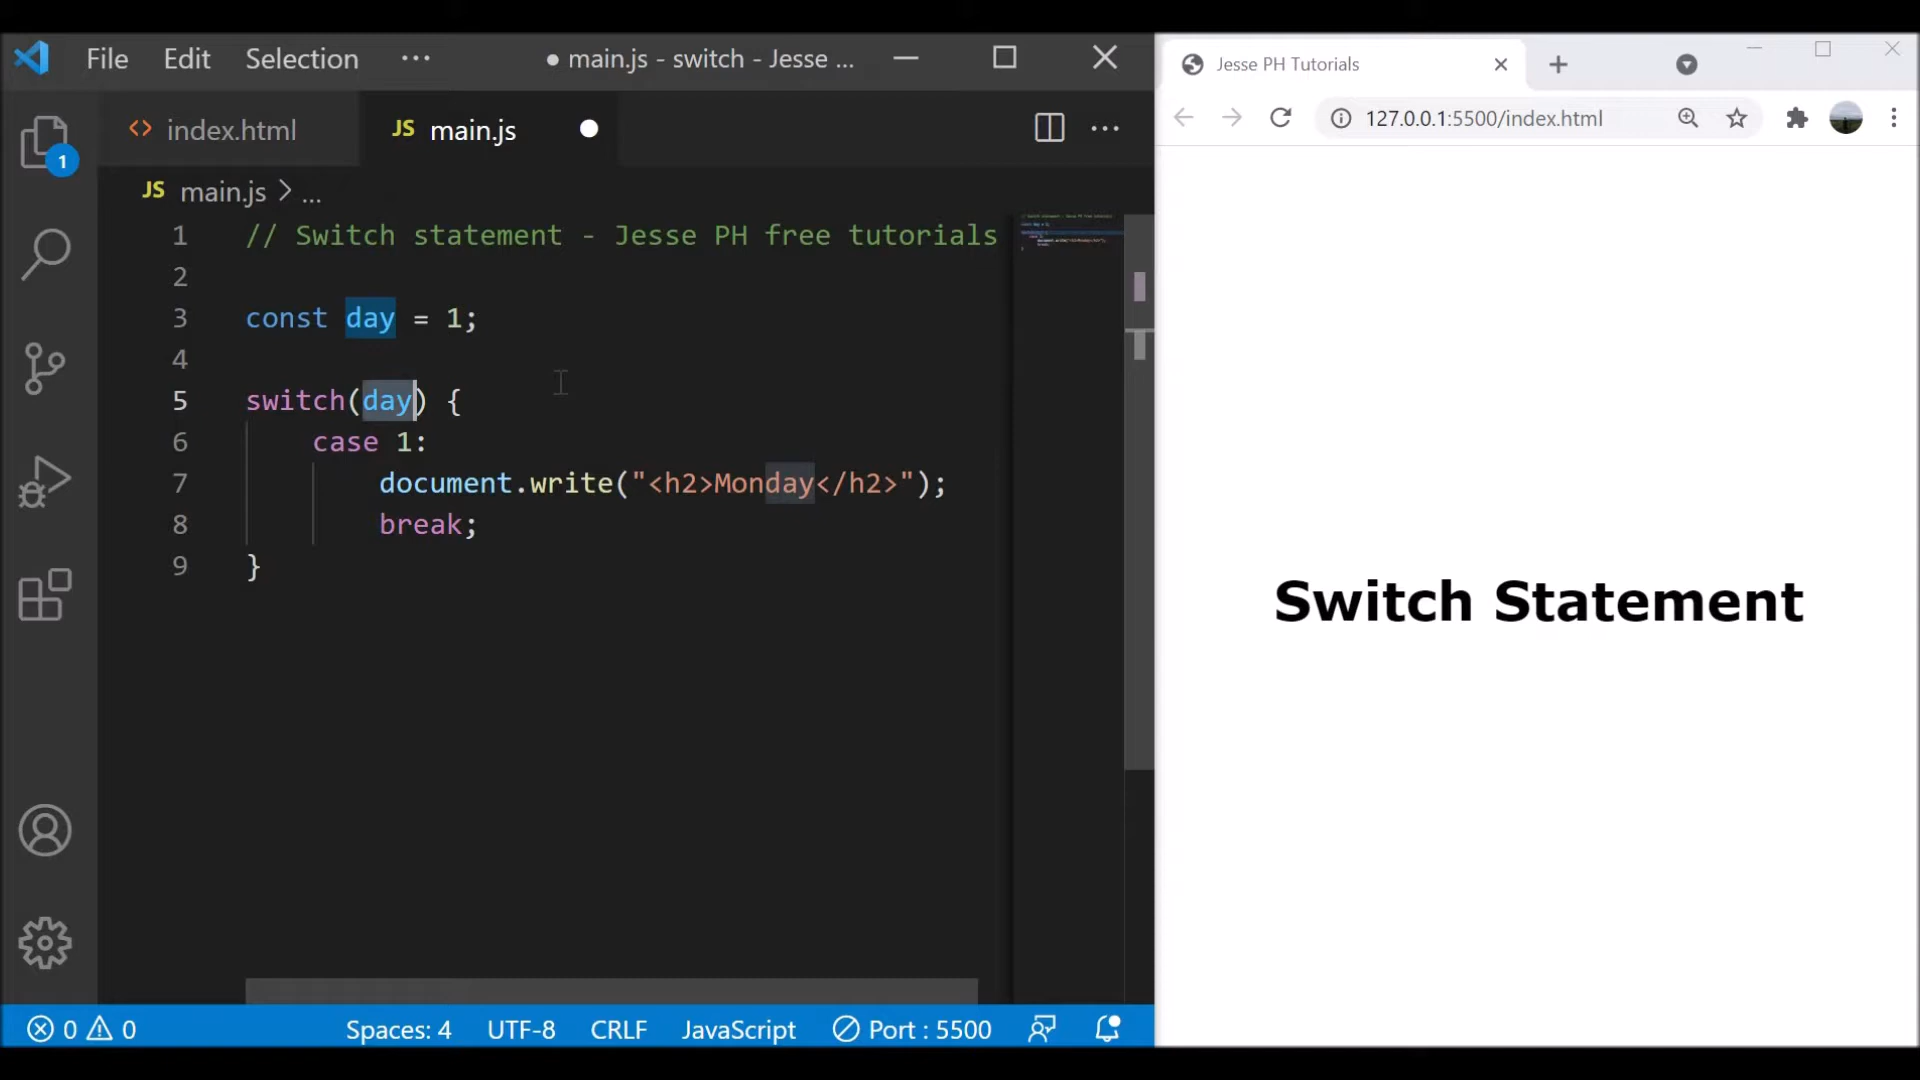 File Edit Selection ··· ● main.js - switch - Jesse ...
index.html
JS main.js
JS main.js > ...
1 // Switch statement - Jesse PH free tutorials
2
3 const day = 1;
4
5 switch(day) {
6 case 1:
7 document.write("<h2>Monday</h2>");
8 break;
9 }
1
0 0 Spaces: 4 UTF-8 CRLF JavaScript Port : 5500
Jesse PH Tutorials
127.0.0.1:5500/index.html
Switch Statement